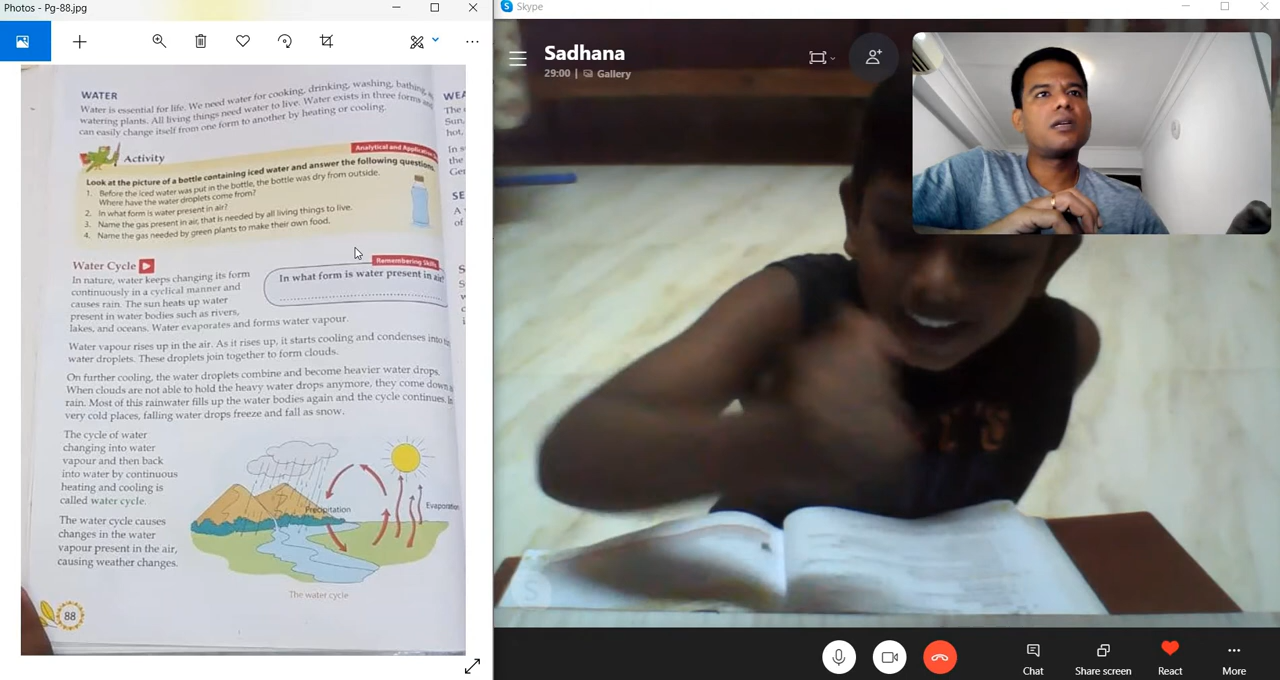 Photos - Pg-88.jpg
WATER
Water is essential for life. We need water for cooking, drinking, washing, bathing,
watering plants. All living things need water to live. Water exists in three forms
can easily change itself from one form to another by heating or cooling.
Analytical and
Activity
Look at the picture of a bottle containing iced water and answer the following questions.
1. Before the iced water was put in the bottle, the bottle was dry from outside.
Where have the water droplets come from?
2. In what form is water present in air?
3. Name the gas present in air, that is needed by all living things to live.
4. Name the gas needed by green plants to make their own food.
Water Cycle
In nature, water keeps changing its form
continuously in a cyclical manner and
causes rain. The sun heats up water
present in water bodies such as rivers,
lakes, and oceans. Water evaporates and forms water vapour.
Remembering Skills
In what form is water present in air?
Water vapour rises up in the air. As it rises up, it starts cooling and condenses into
water droplets. These droplets join together to form clouds.
On further cooling, the water droplets combine and become heavier water drops.
When clouds are not able to hold the heavy water drops anymore, they come down
rain. Most of this rainwater fills up the water bodies again and the cycle continues. In
very cold places, falling water drops freeze and fall as snow.
The cycle of water
changing into water
vapour and then back
into water by continuous
heating and cooling is
called water cycle.
The water cycle causes
changes in the water
vapour present in the air,
causing weather changes.
Precipitation
Evaporation
The water cycle
88
WEA
The
Sun,
hot,
In
the
Ger
SE
A
of
S
Skype
Sadhana
29:00 | Gallery
Chat
Share screen
React
More